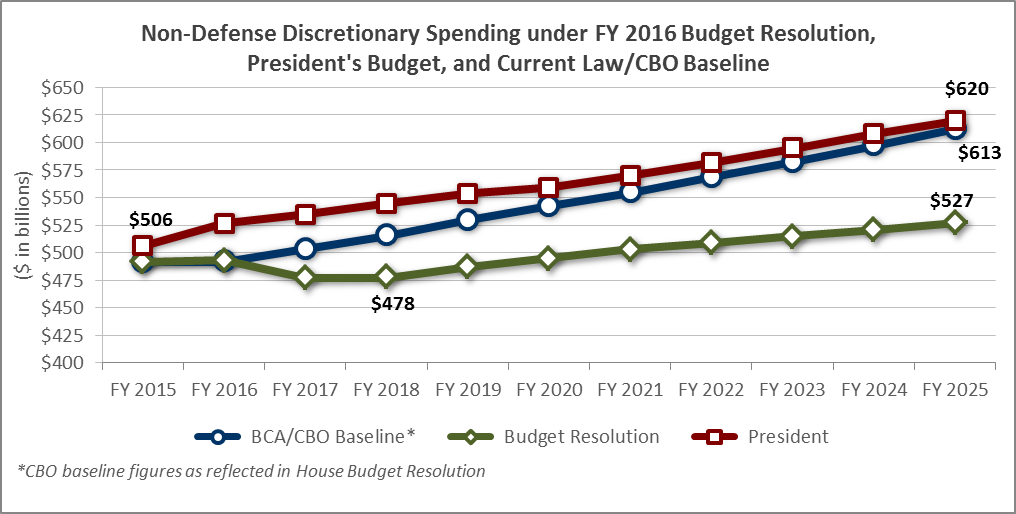 Non-Defense Discretionary Spending under FY 2016 Budget Resolution,
President's Budget, and Current Law/CBO Baseline
($ in billions)
$650
$625
$600
$575
$550
$525
$500
$475
$450
$425
$400
$506
$478
$620
$613
$527
FY 2015 FY 2016 FY 2017 FY 2018 FY 2019 FY 2020 FY 2021 FY 2022 FY 2023 FY 2024 FY 2025
BCA/CBO Baseline* Budget Resolution President
*CBO baseline figures as reflected in House Budget Resolution